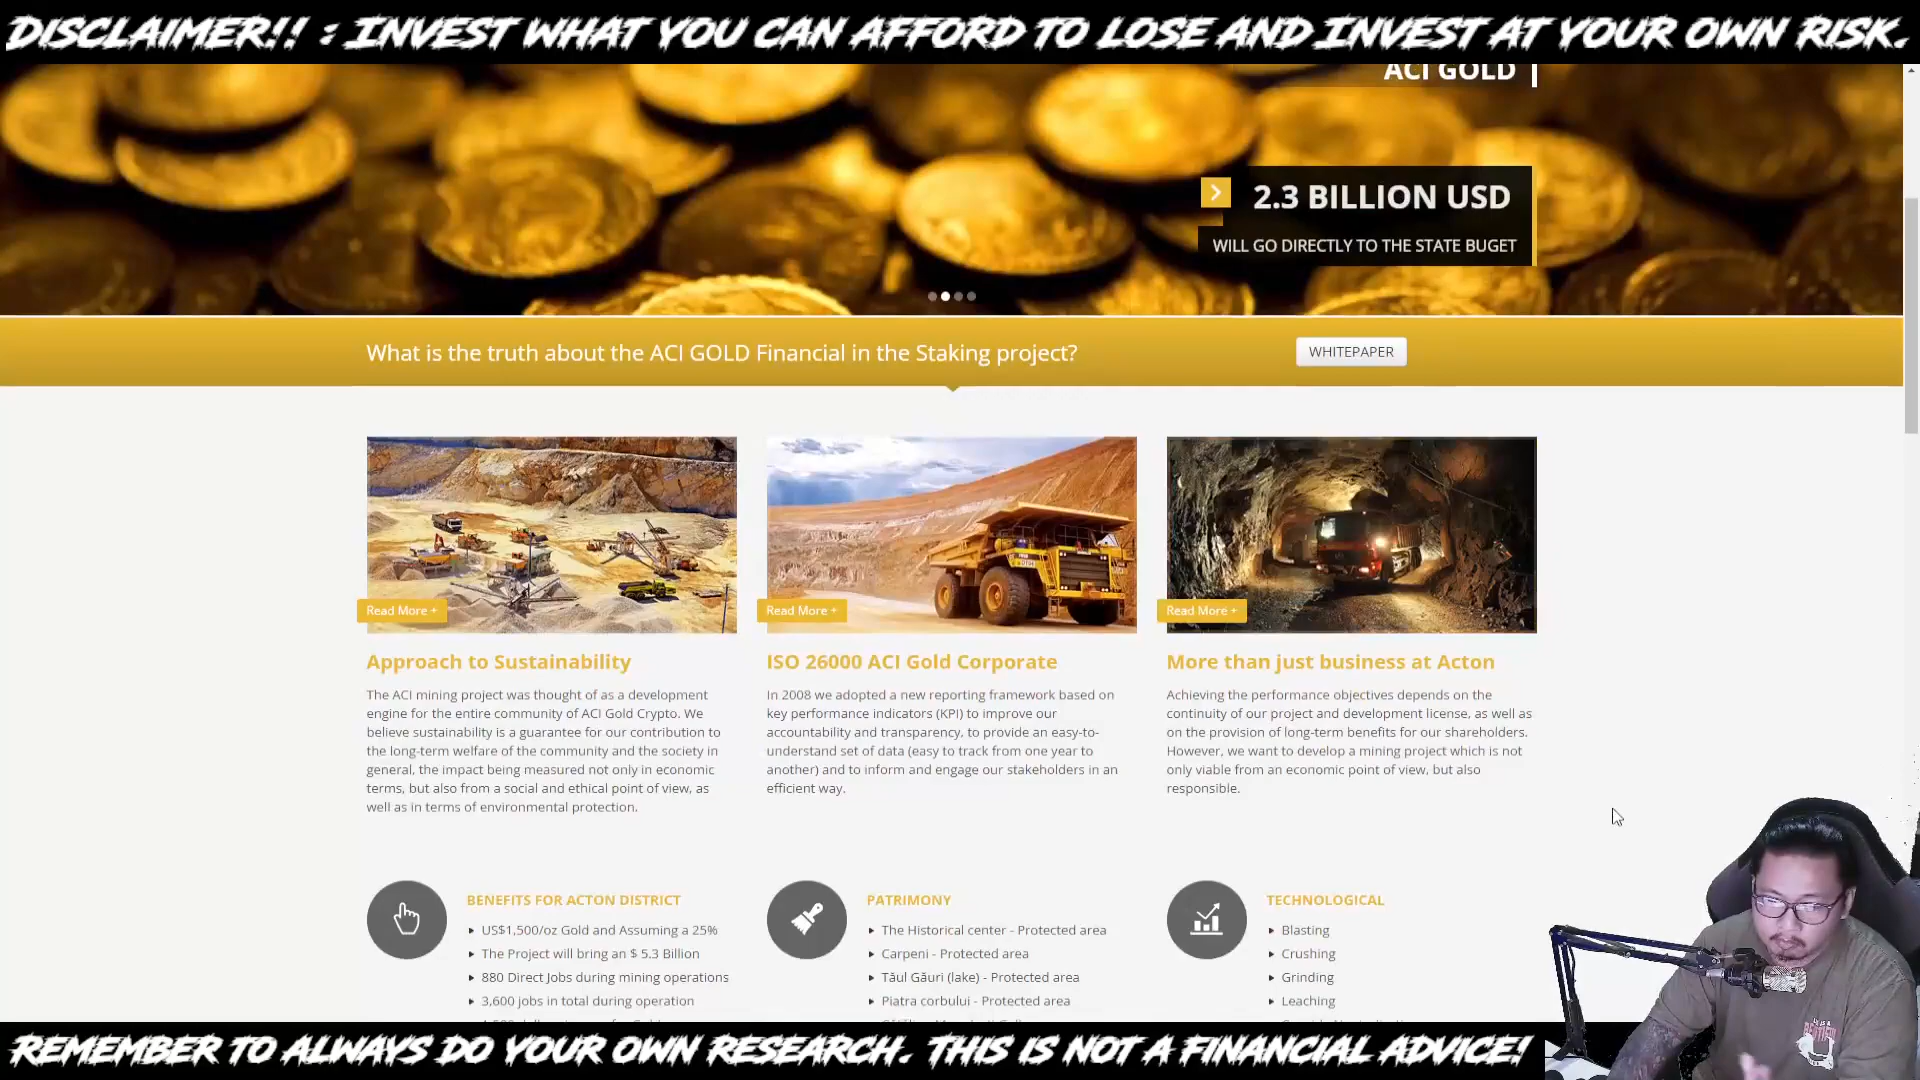 DISCLAIMER!! : INVEST WHAT YOU CAN AFFORD TO LOSE AND INVEST AT YOUR OWN RISK.
ACI GOLD
2.3 BILLION USD
WILL GO DIRECTLY TO THE STATE BUGET
What is the truth about the ACI GOLD Financial in the Staking project?
WHITEPAPER
Read More +
Read More +
Read More +
Approach to Sustainability
The ACI mining project was thought of as a development
engine for the entire community of ACI Gold Crypto. We
believe sustainability is a guarantee for our contribution to
the long-term welfare of the community and the society in
general, the impact being measured not only in economic
terms, but also from a social and ethical point of view, as
well as in terms of environmental protection.
ISO 26000 ACI Gold Corporate
In 2008 we adopted a new reporting framework based on
key performance indicators (KPI) to improve our
accountability and transparency, to provide an easy-to-
understand set of data (easy to track from one year to
another) and to inform and engage our stakeholders in an
efficient way.
More than just business at Acton
Achieving the performance objectives depends on the
continuity of our project and development license, as well as
on the provision of long-term benefits for our shareholders.
However, we want to develop a mining project which is not
only viable from an economic point of view, but also
responsible.
BENEFITS FOR ACTON DISTRICT
US$1,500/oz Gold and Assuming a 25%
The Project will bring an $ 5.3 Billion
880 Direct Jobs during mining operations
3,600 jobs in total during operation
PATRIMONY
The Historical center - Protected area
Carpeni - Protected area
Tăul Găuri (lake) - Protected area
Piatra corbului - Protected area
TECHNOLOGICAL
Blasting
Crushing
Grinding
Leaching
REMEMBER TO ALWAYS DO YOUR OWN RESEARCH. THIS IS NOT A FINANCIAL ADVICE!